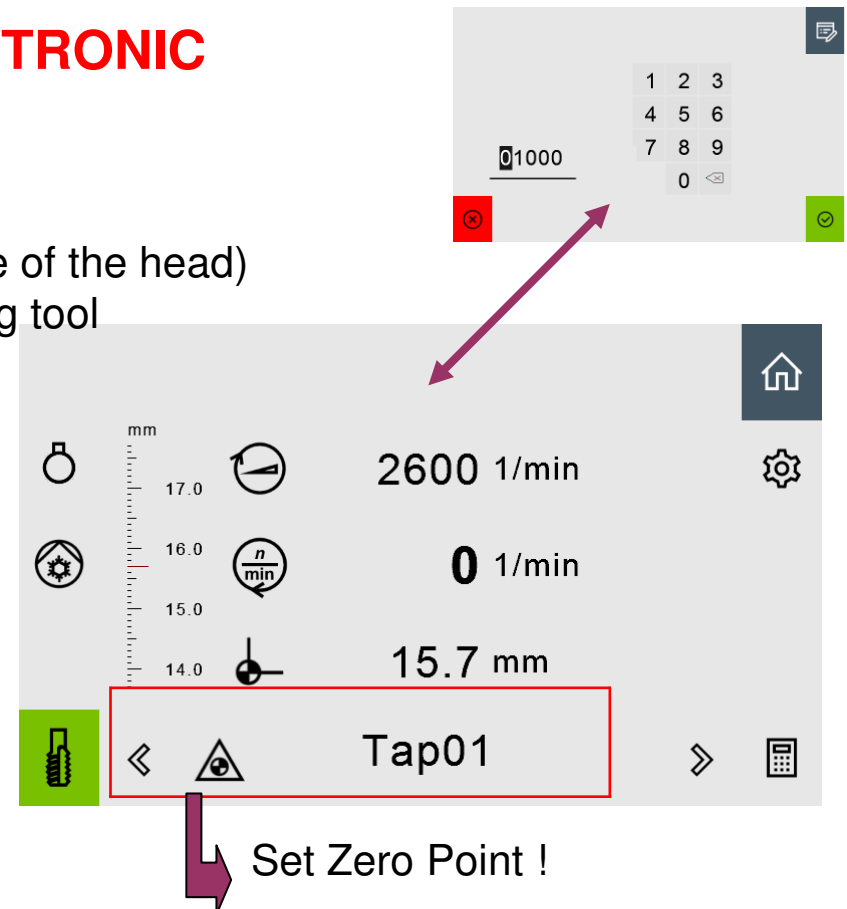 TRONIC
1 2 3
4 5 6
7 8 9
0
01000
e of the head)
g tool
mm
17.0
16.0
15.0
14.0
2600 1/min
n
min
0 1/min
15.7 mm
Tap01
Set Zero Point !